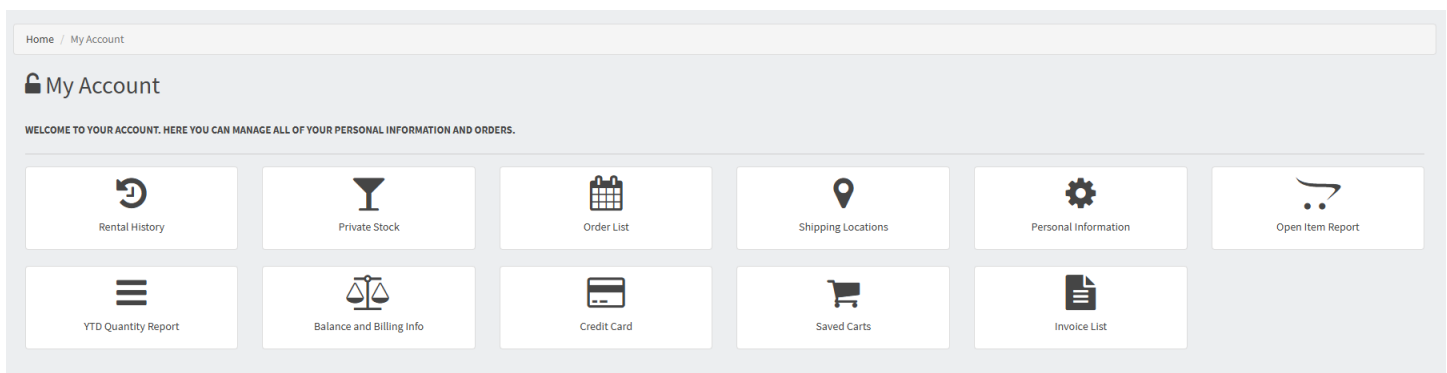 Home / My Account
My Account
WELCOME TO YOUR ACCOUNT. HERE YOU CAN MANAGE ALL OF YOUR PERSONAL INFORMATION AND ORDERS.
Rental History
Private Stock
Order List
Shipping Locations
Personal Information
Open Item Report
YTD Quantity Report
Balance and Billing Info
Credit Card
Saved Carts
Invoice List